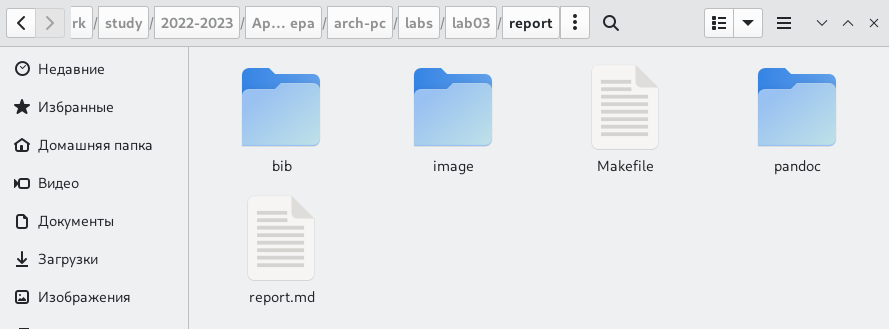 rk / study / 2022-2023 / Ap... ера / arch-pc / labs / lab03 / report
Недавние
Избранные
Домашняя папка
Видео
Документы
Загрузки
Изображения
bib
image
Makefile
pandoc
report.md